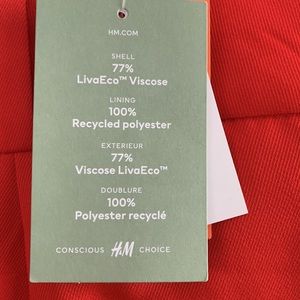 HM.COM
SHELL
77%
LivaEco™ Viscose
LINING
100%
Recycled polyester
EXTERIEUR
77%
Viscose LivaEco™
DOUBLURE
100%
Polyester recyclé
CONSCIOUS H&M CHOICE